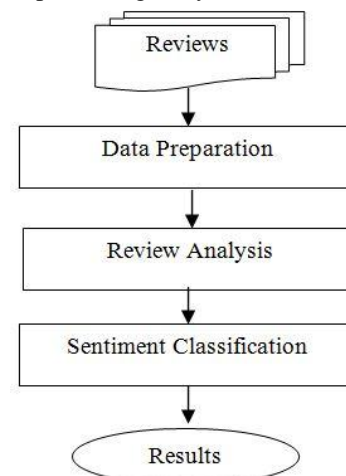 Reviews
Data Preparation
Review Analysis
Sentiment Classification
Results